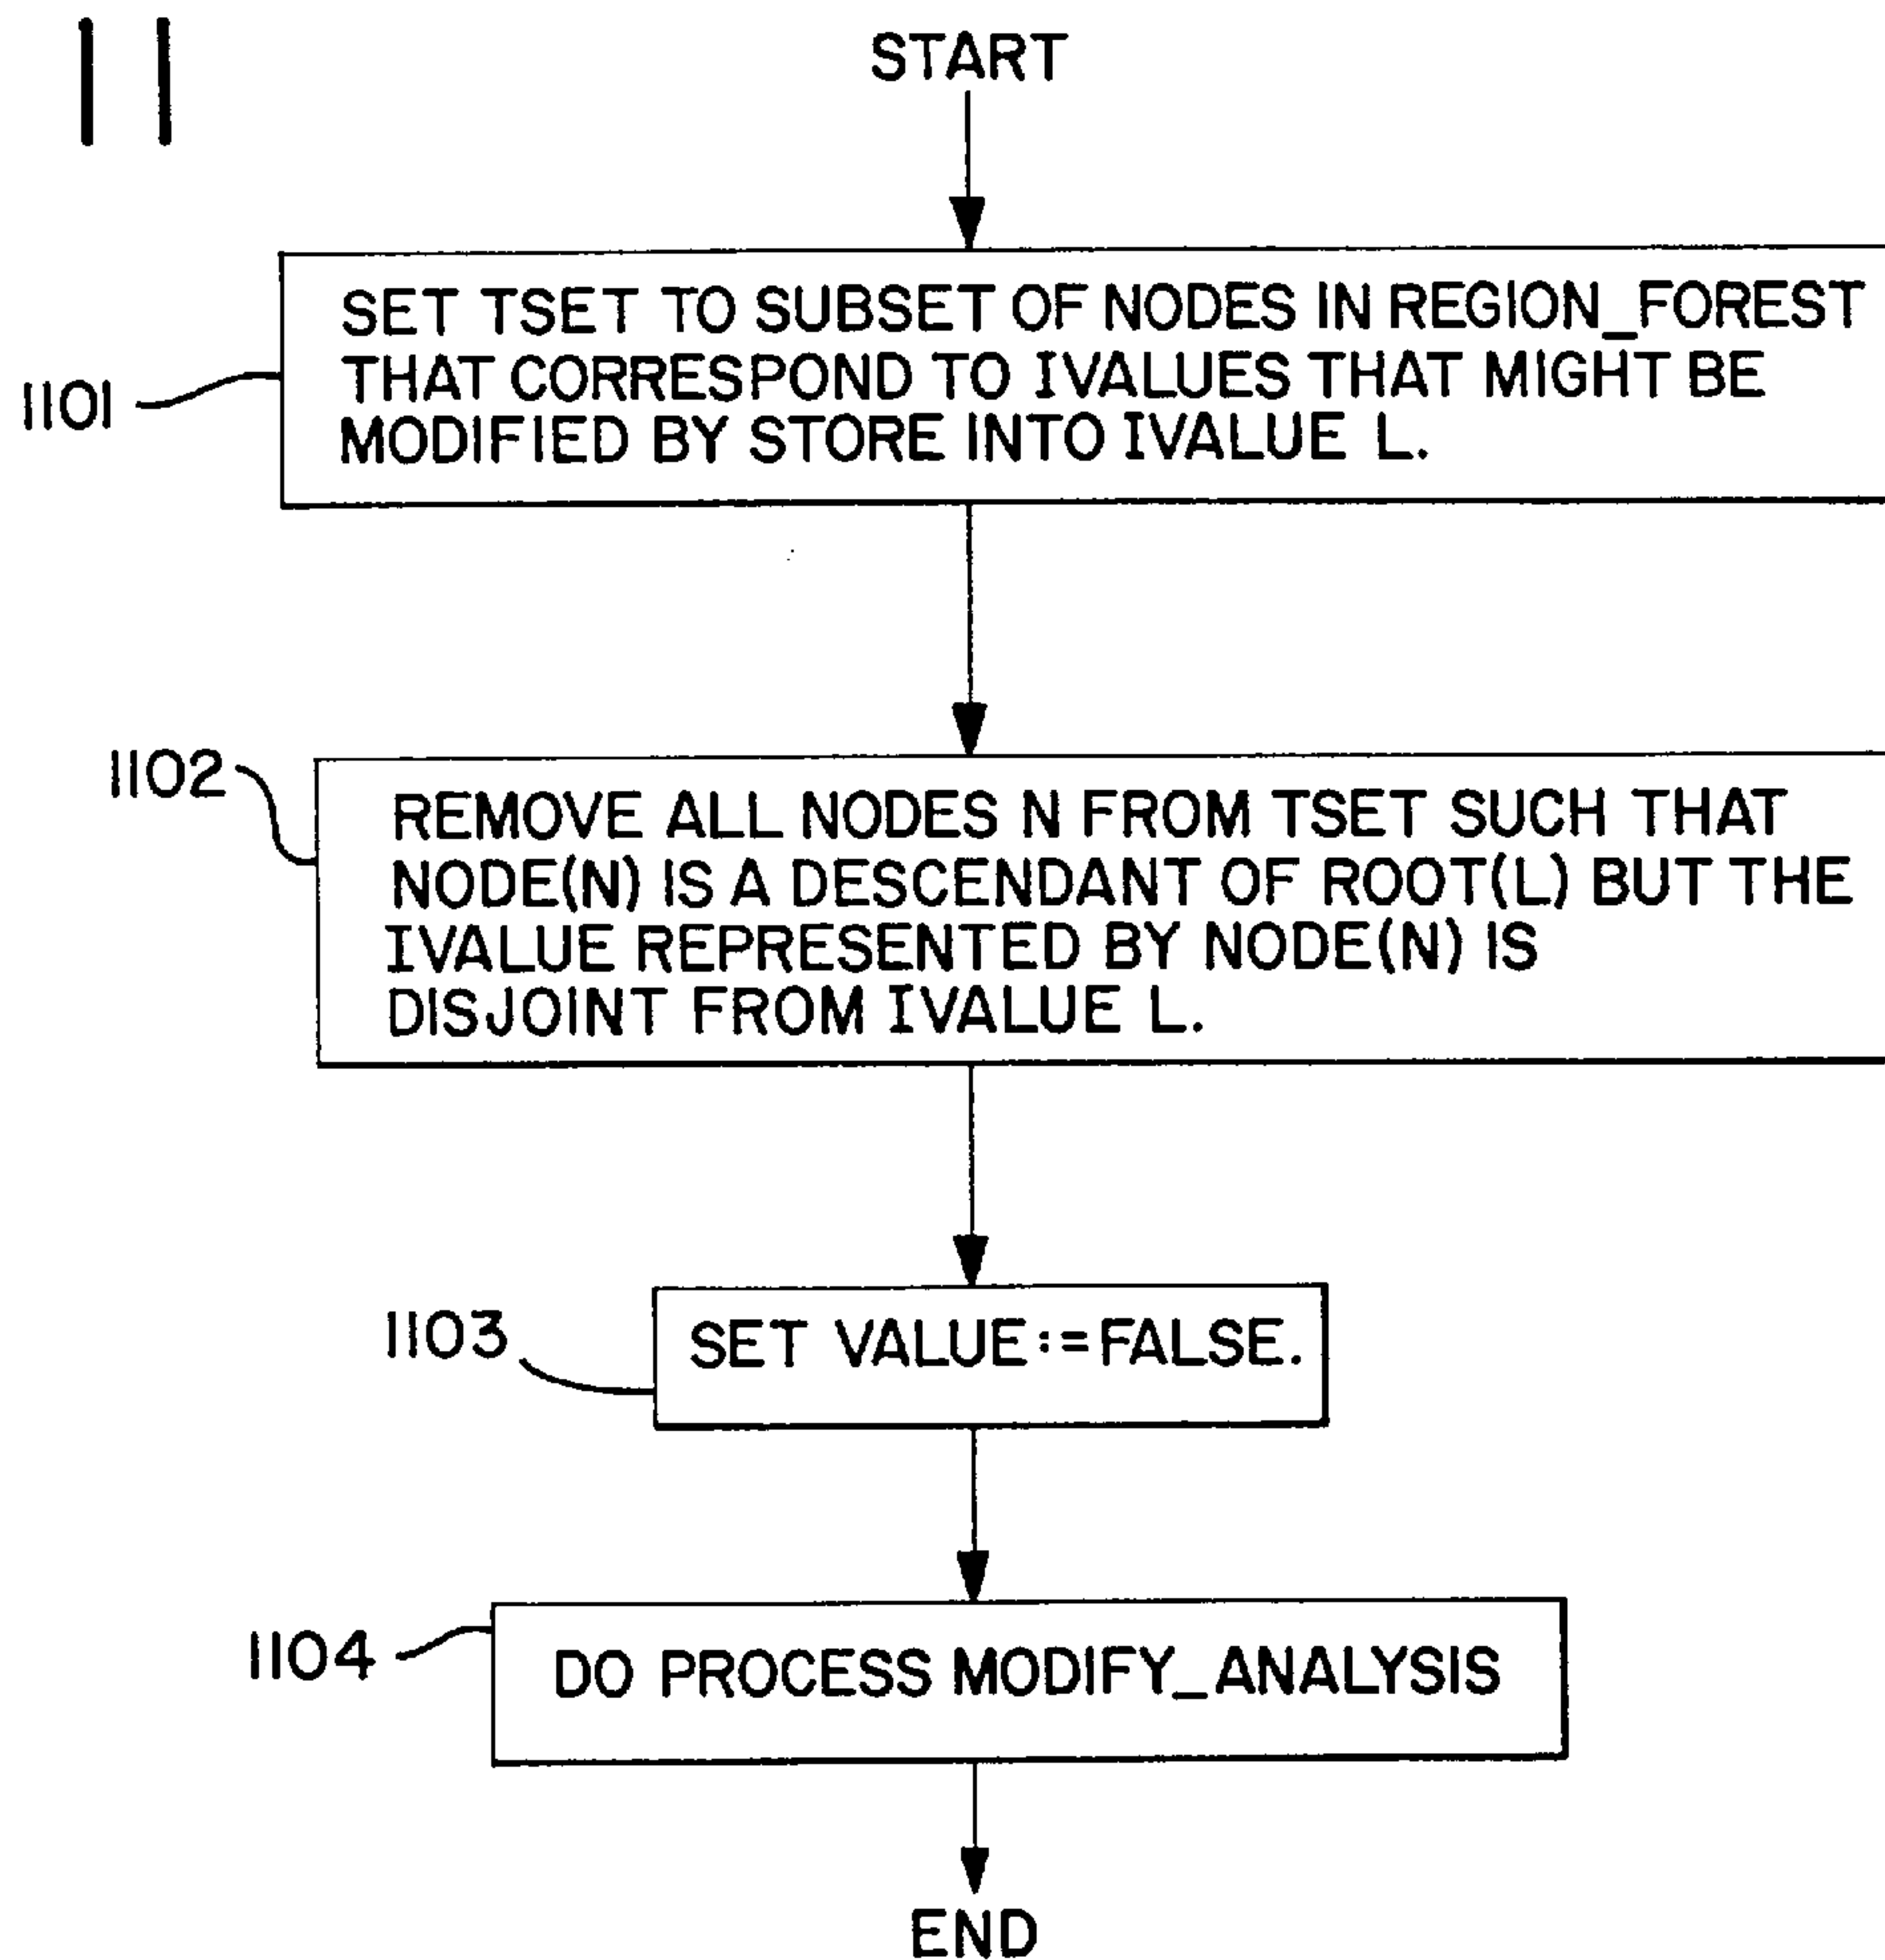 11
START
1101
SET TSET TO SUBSET OF NODES IN REGION_FOREST
THAT CORRESPOND TO IVALUES THAT MIGHT BE
MODIFIED BY STORE INTO IVALUE L.
1102
REMOVE ALL NODES N FROM TSET SUCH THAT
NODE(N) IS A DESCENDANT OF ROOT(L) BUT THE
IVALUE REPRESENTED BY NODE(N) IS
DISJOINT FROM IVALUE L.
1103
SET VALUE:=FALSE.
1104
DO PROCESS MODIFY_ANALYSIS
END